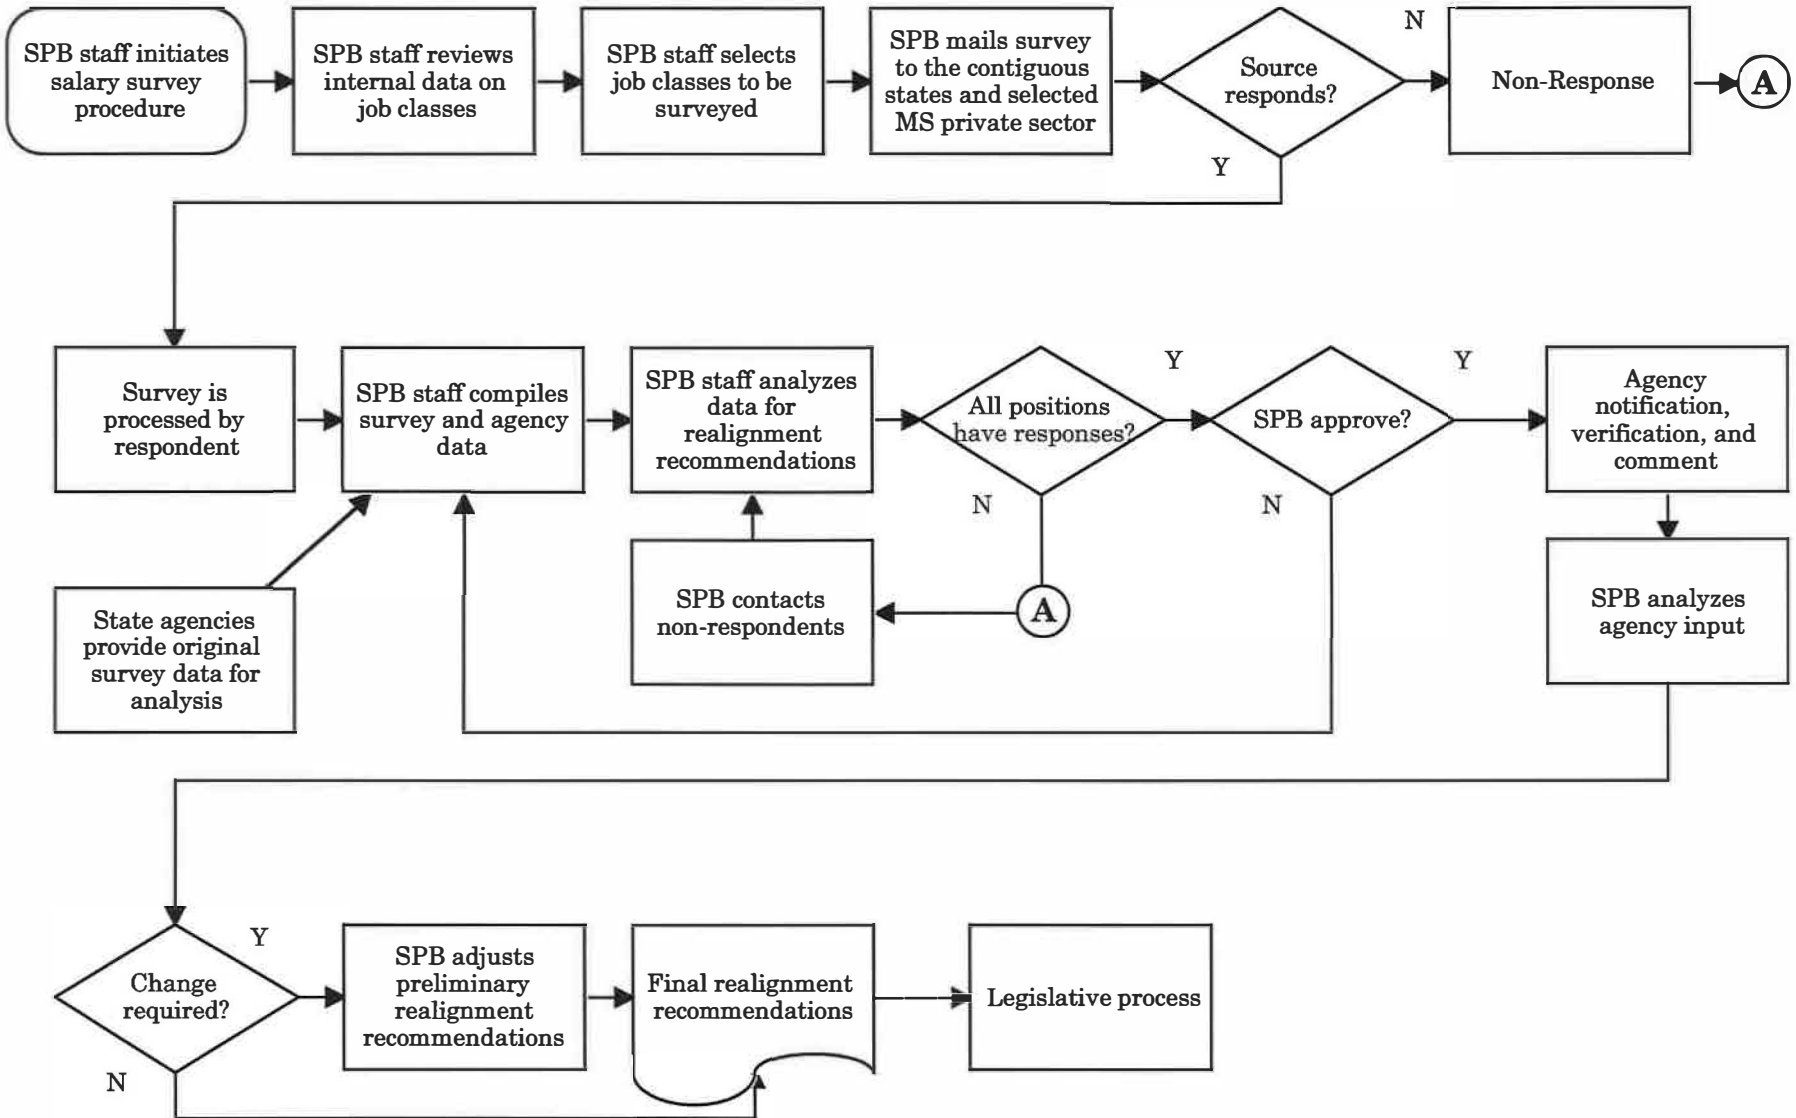 SPB staff initiates
salary survey
procedure
SPB staff reviews
internal data on
job classes
SPB staff selects
job classes to be
surveyed
SPB mails survey
to the contiguous
states and selected
MS private sector
Source
responds?
N
Y
Non-Response
A
Survey is
processed by
respondent
SPB staff compiles
survey and agency
data
SPB staff analyzes
data for
realignment
recommendations
All positions
have responses?
Y
N
SPB approve?
Y
N
Agency
notification,
verification, and
comment
State agencies
provide original
survey data for
analysis
SPB contacts
non-respondents
A
SPB analyzes
agency input
Change
required?
Y
N
SPB adjusts
preliminary
realignment
recommendations
Final realignment
recommendations
Legislative process